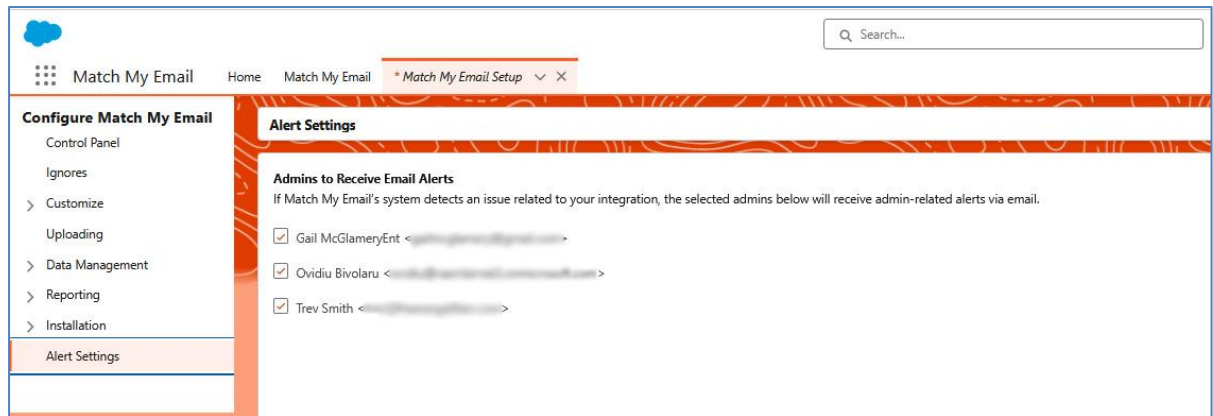 Search...
Match My Email Home Match My Email * Match My Email Setup
Configure Match My Email
Control Panel
Ignores
Customize
Uploading
Data Management
Reporting
Installation
Alert Settings
Alert Settings
Admins to Receive Email Alerts
If Match My Email's system detects an issue related to your integration, the selected admins below will receive admin-related alerts via email.
Gail McGlameryEnt < >
Ovidiu Bivolaru < >
Trev Smith < >